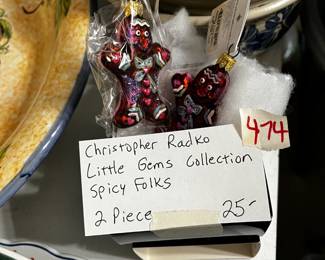 474
Christopher Radko
Little Gems Collection
Spicy Folks
2 Piece 25-